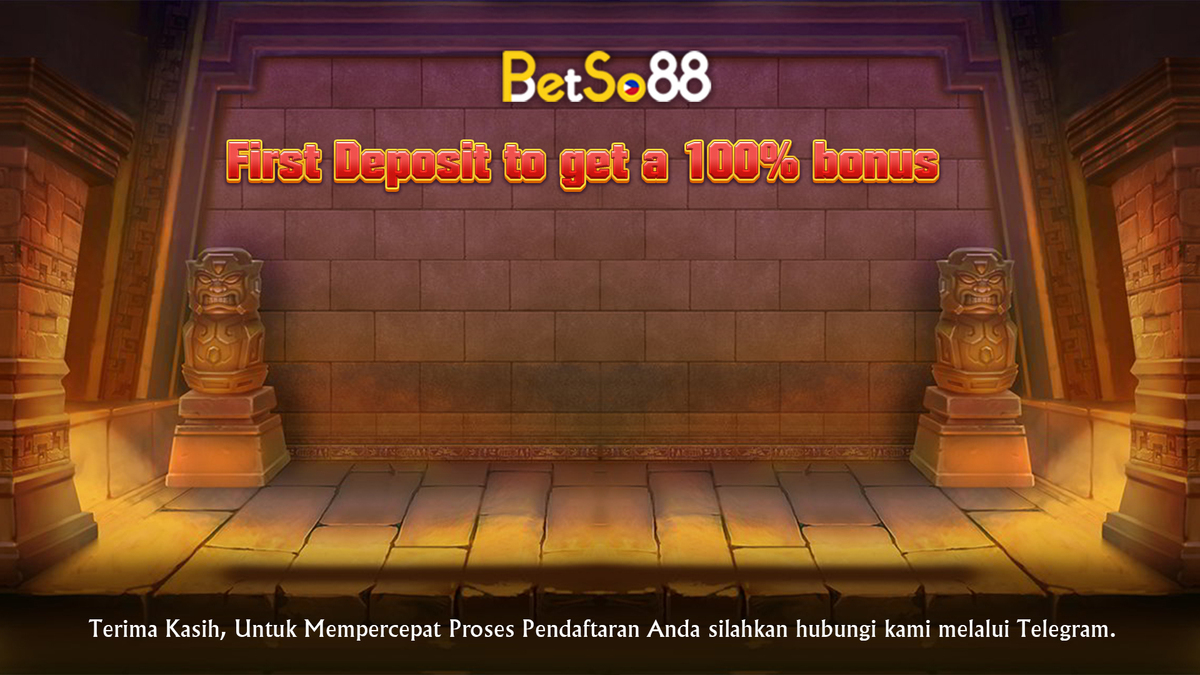 BetSo88
First Deposit to get a 100% bonus
Terima Kasih, Untuk Mempercepat Proses Pendaftaran Anda silahkan hubungi kami melalui Telegram.